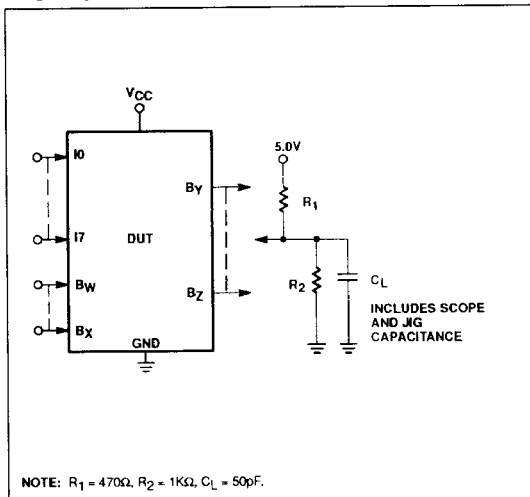 VCC
I0
I7
BW
BX
DUT
BY
BZ
GND
5.0V
R1
R2
CL
INCLUDES SCOPE
AND JIG
CAPACITANCE
NOTE: R1 = 470Ω, R2 = 1KΩ, CL = 50pF.